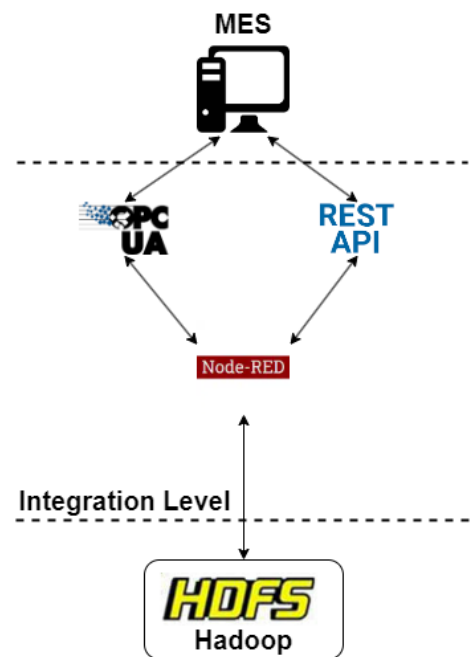 MES
OPC
UA
REST
API
Node-RED
Integration Level
HDFS
Hadoop